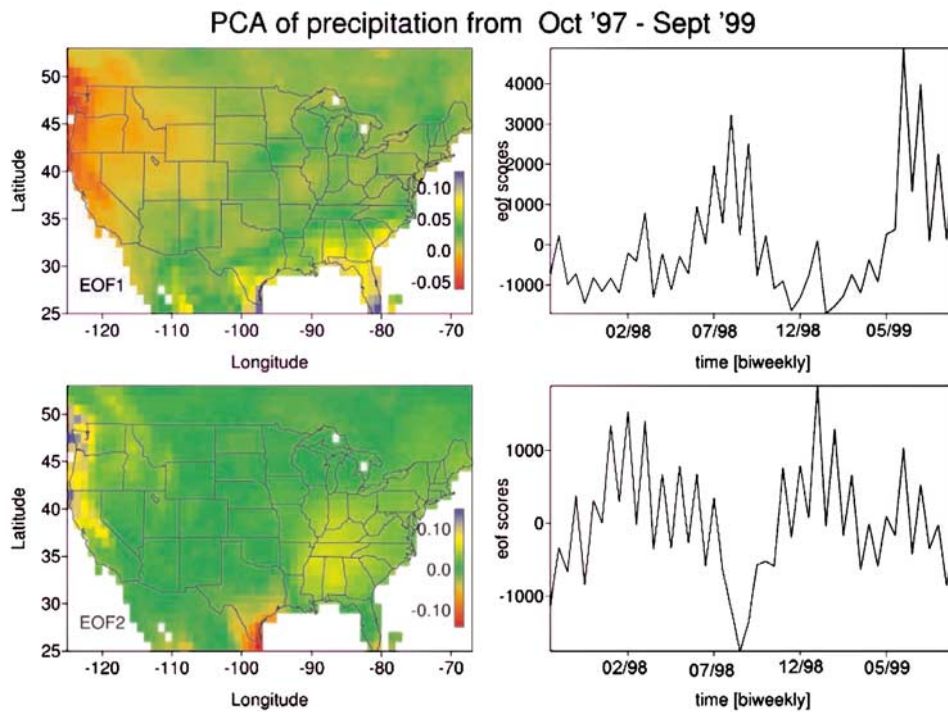 PCA of precipitation from Oct '97 - Sept '99
Latitude
50
45
40
35
30
25
0.10
0.05
0.0
-0.05
EOF1
-120 -110 -100 -90 -80 -70
Longitude
eof scores
4000
3000
2000
1000
0
-1000
02/98 07/98 12/98 05/99
time [biweekly]
Latitude
50
45
40
35
30
25
0.10
0.0
-0.10
EOF2
-120 -110 -100 -90 -80 -70
Longitude
eof scores
1000
0
-1000
02/98 07/98 12/98 05/99
time [biweekly]